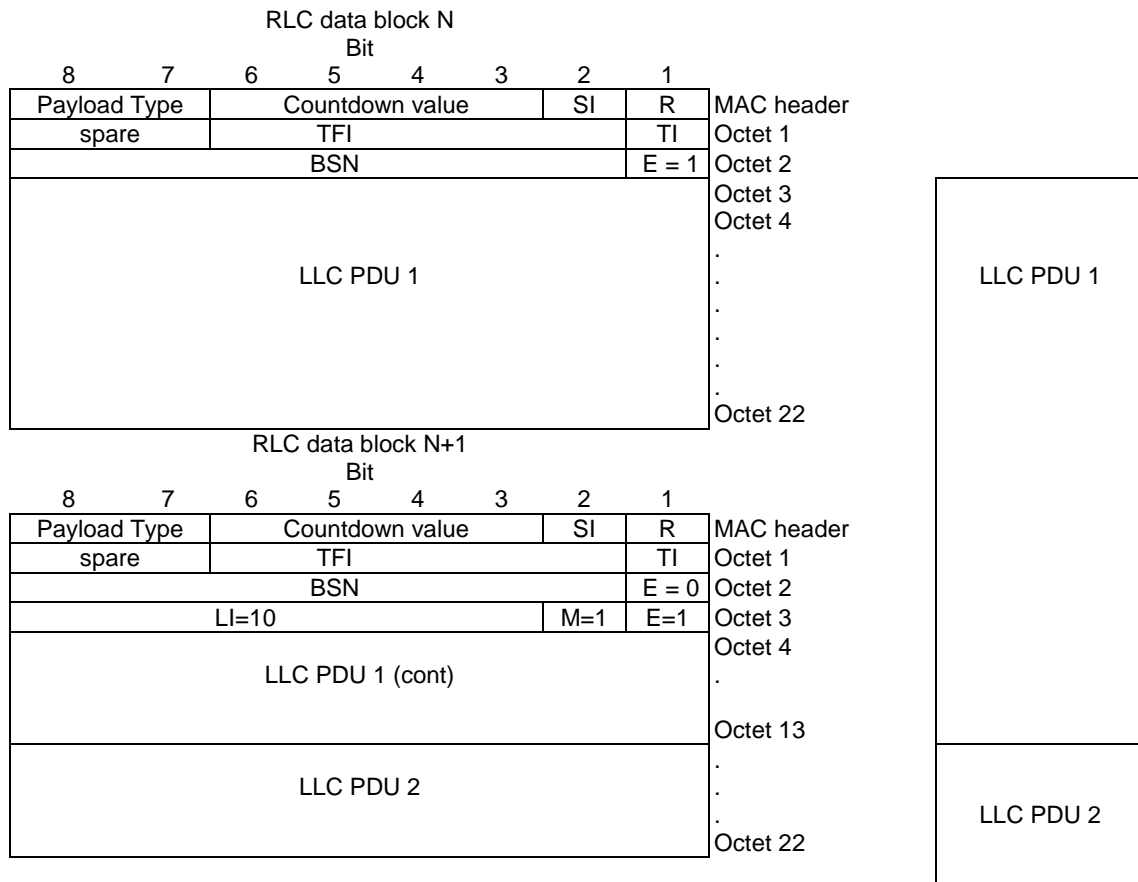 RLC data block N
Bit
8 7 6 5 4 3 2 1
Payload Type Countdown value SI R MAC header
spare TFI TI Octet 1
BSN E = 1 Octet 2
Octet 3
Octet 4
.
LLC PDU 1 . LLC PDU 1
.
.
.
.
Octet 22
RLC data block N+1
Bit
8 7 6 5 4 3 2 1
Payload Type Countdown value SI R MAC header
spare TFI TI Octet 1
BSN E = 0 Octet 2
LI=10 M=1 E=1 Octet 3
Octet 4
LLC PDU 1 (cont) .
Octet 13
.
LLC PDU 2 .
. LLC PDU 2
Octet 22